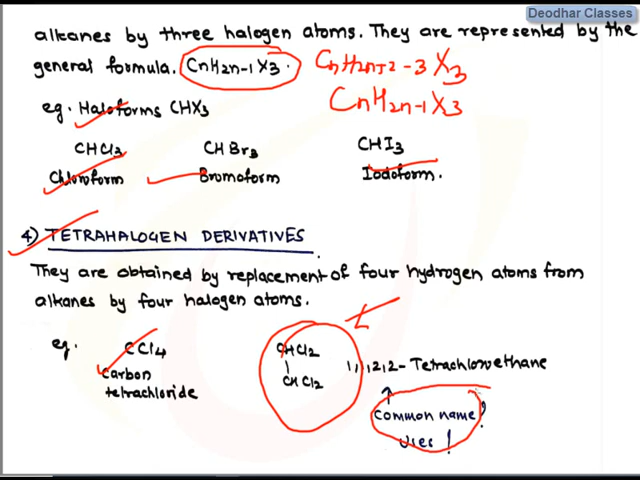 Deodhar Classes
alkanes by three halogen atoms. They are represented by the
general formula. CnH2n-1X3. CnH2n+2-3X3
CnH2n-1X3
eg. Haloforms CHX3
CHCl3 CHBr3 CHI3
Chloroform Bromoform Iodoform.
4) TETRAHALOGEN DERIVATIVES.
They are obtained by replacement of four hydrogen atoms from
alkanes by four halogen atoms.
eg. CCl4 CHCl2
Carbon | 1,1,2,2-Tetrachloroethane
tetrachloride CHCl2 ↑
Common name?
Uses!